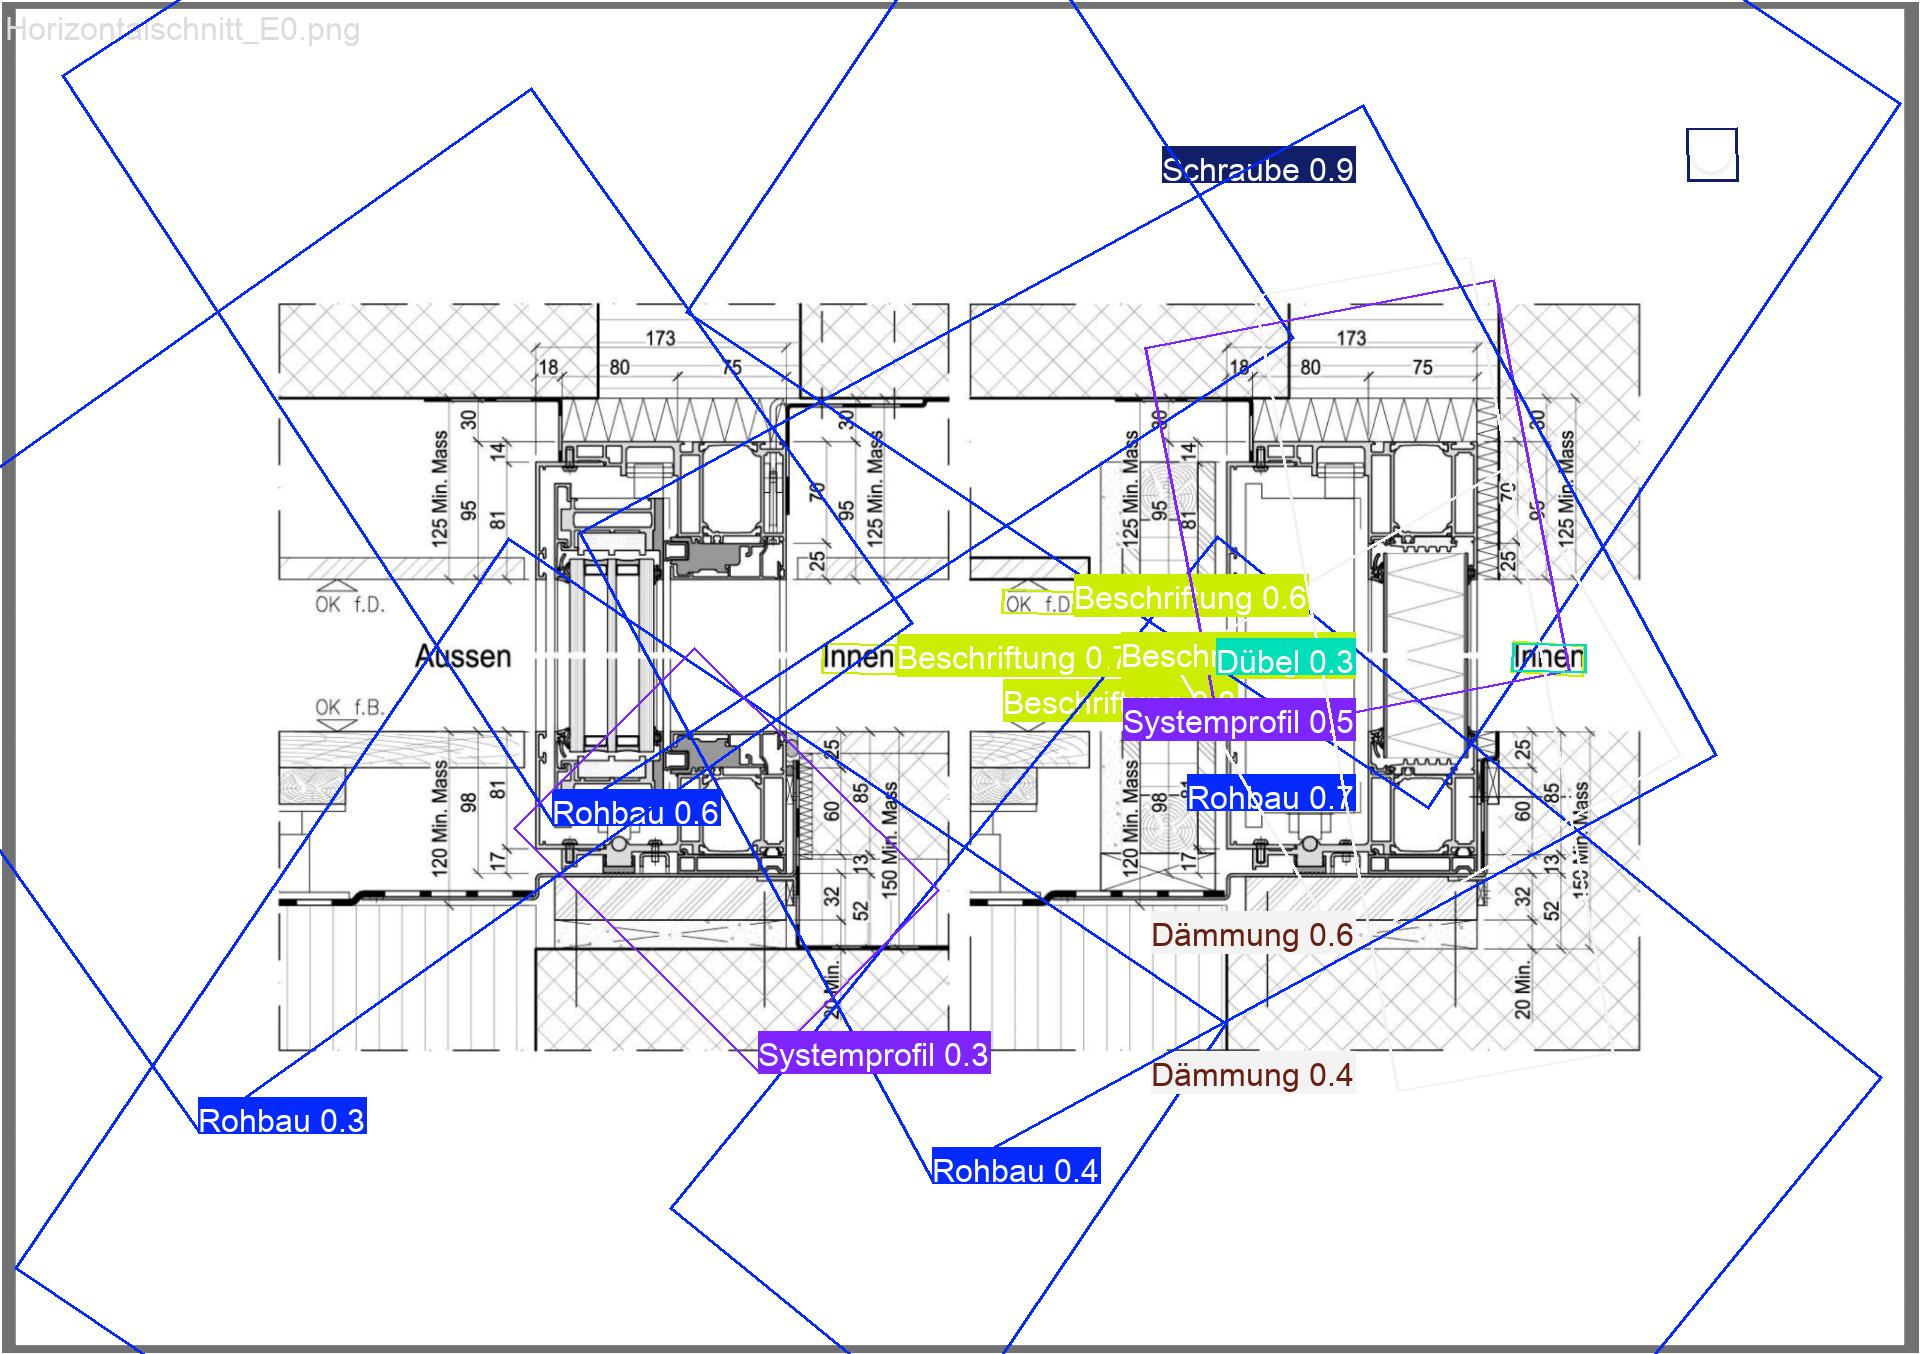 Horizontalschnitt_E0.png
Schraube 0.9
173
18 80 75
173
18 80 75
30
14
125 Min. Mass
95
81
30
70
95
125 Min. Mass
25
30
14
125 Min. Mass
95
81
30
70
95
125 Min. Mass
25
OK f.D.
OK f.D
Beschriftung 0.6
Aussen
Innen
Beschriftung 0.7
Dübel 0.3
Innen
OK f.B.
Systemprofil 0.5
Rohbau 0.6
Rohbau 0.7
120 Min. Mass
98
81
17
25
60
85
13
32
52
150 Min. Mass
20 Min.
120 Min. Mass
98
17
25
60
85
13
32
52
150 Min. Mass
20 Min.
Dämmung 0.6
Systemprofil 0.3
Dämmung 0.4
Rohbau 0.3
Rohbau 0.4